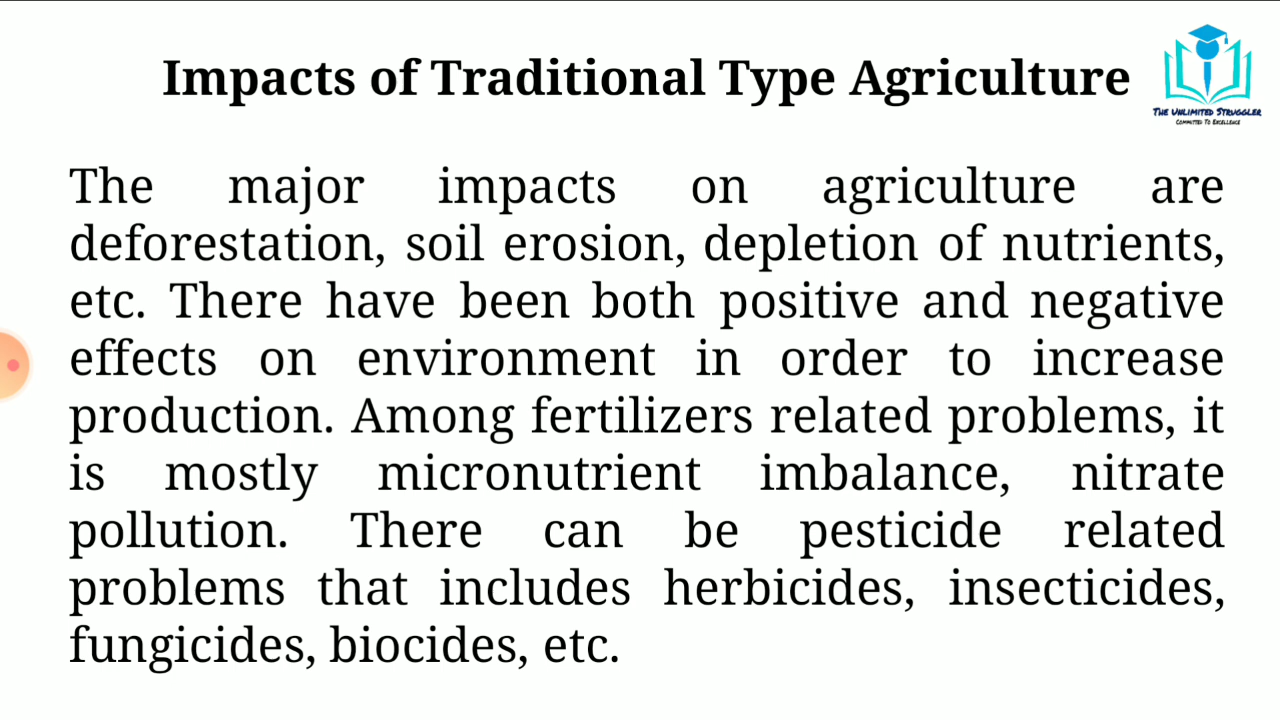 Impacts of Traditional Type Agriculture
THE UNLIMITED STRUGGLER
COMMITTED TO EXCELLENCE
The major impacts on agriculture are
deforestation, soil erosion, depletion of nutrients,
etc. There have been both positive and negative
effects on environment in order to increase
production. Among fertilizers related problems, it
is mostly micronutrient imbalance, nitrate
pollution. There can be pesticide related
problems that includes herbicides, insecticides,
fungicides, biocides, etc.